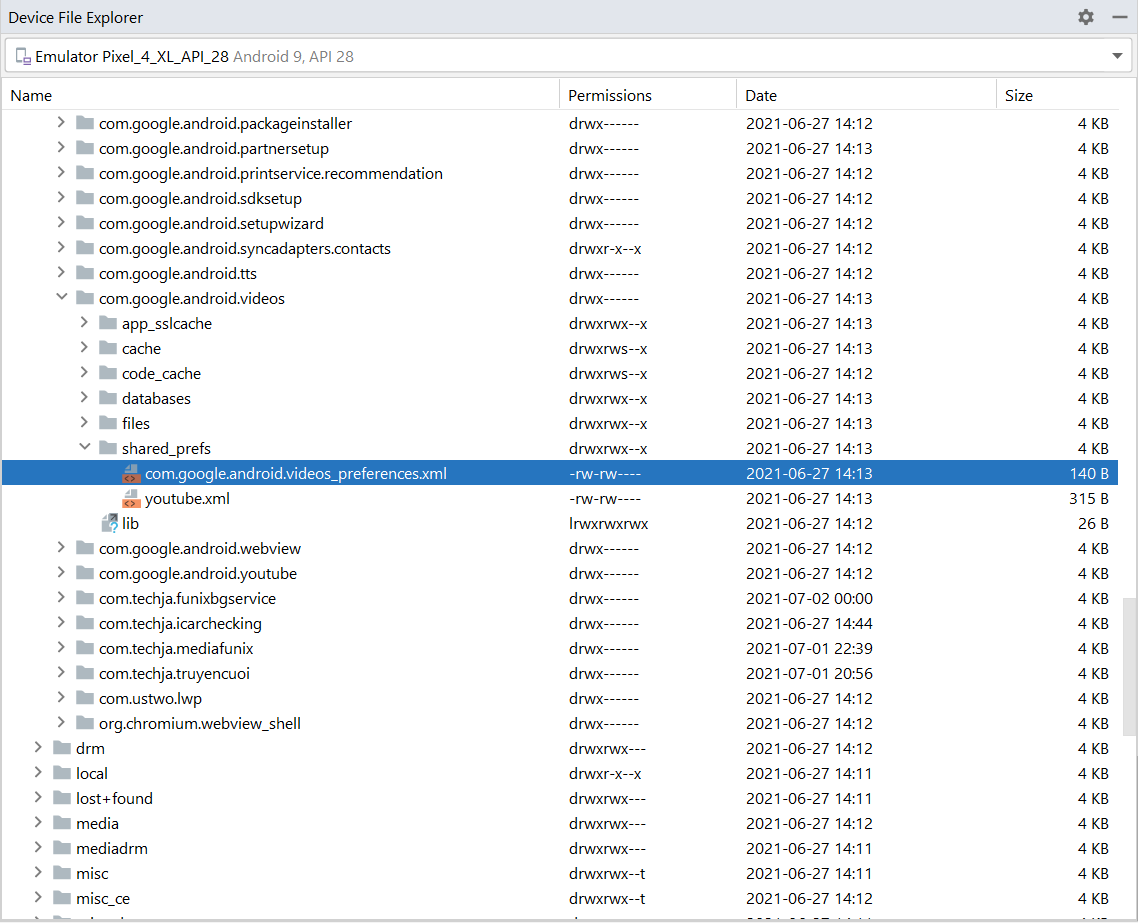 Device File Explorer
Emulator Pixel_4_XL_API_28 Android 9, API 28
Name Permissions Date Size
com.google.android.packageinstaller drwx------ 2021-06-27 14:12 4 KB
com.google.android.partnersetup drwx------ 2021-06-27 14:13 4 KB
com.google.android.printservice.recommendation drwx------ 2021-06-27 14:12 4 KB
com.google.android.sdksetup drwx------ 2021-06-27 14:12 4 KB
com.google.android.setupwizard drwx------ 2021-06-27 14:12 4 KB
com.google.android.syncadapters.contacts drwxr-x--x 2021-06-27 14:12 4 KB
com.google.android.tts drwx------ 2021-06-27 14:12 4 KB
com.google.android.videos drwx------ 2021-06-27 14:13 4 KB
app_sslcache drwxrwx--x 2021-06-27 14:13 4 KB
cache drwxrws--x 2021-06-27 14:13 4 KB
code_cache drwxrws--x 2021-06-27 14:12 4 KB
databases drwxrwx--x 2021-06-27 14:13 4 KB
files drwxrwx--x 2021-06-27 14:13 4 KB
shared_prefs drwxrwx--x 2021-06-27 14:13 4 KB
com.google.android.videos_preferences.xml -rw-rw---- 2021-06-27 14:13 140 B
youtube.xml -rw-rw---- 2021-06-27 14:13 315 B
lib lrwxrwxrwx 2021-06-27 14:12 26 B
com.google.android.webview drwx------ 2021-06-27 14:12 4 KB
com.google.android.youtube drwx------ 2021-06-27 14:12 4 KB
com.techja.funixbgservice drwx------ 2021-07-02 00:00 4 KB
com.techja.icarchecking drwx------ 2021-06-27 14:44 4 KB
com.techja.mediafunix drwx------ 2021-07-01 22:39 4 KB
com.techja.truyencuoi drwx------ 2021-07-01 20:56 4 KB
com.ustwo.lwp drwx------ 2021-06-27 14:12 4 KB
org.chromium.webview_shell drwx------ 2021-06-27 14:12 4 KB
drm drwxrwx--- 2021-06-27 14:12 4 KB
local drwxr-x--x 2021-06-27 14:11 4 KB
lost+found drwxrwx--- 2021-06-27 14:11 4 KB
media drwxrwx--- 2021-06-27 14:12 4 KB
mediadrm drwxrwx--- 2021-06-27 14:11 4 KB
misc drwxrwx--t 2021-06-27 14:11 4 KB
misc_ce drwxrwx--t 2021-06-27 14:12 4 KB